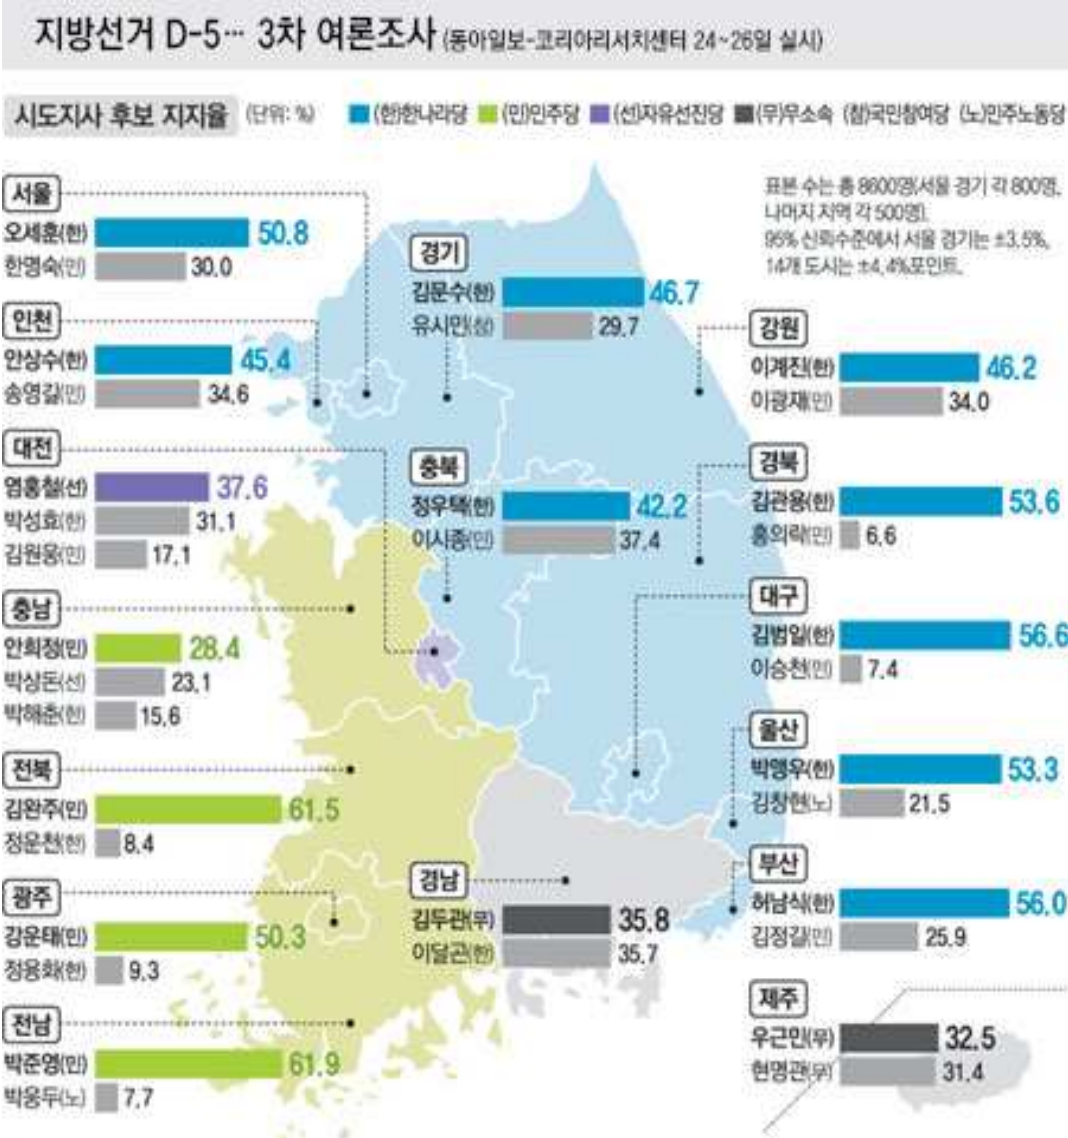 지방선거 D-5… 3차 여론조사 (동아일보-코리아리서치센터 24~26일 실시)
시도지사 후보 지지율 (단위: %) (한)한나라당 (민)민주당 (선)자유선진당 (무)무소속 (참)국민참여당 (노)민주노동당
표본 수는 총 8600명(서울 경기 각 800명,
나머지 지역 각 500명).
95% 신뢰수준에서 서울 경기는 ±3.5%,
14개 도시는 ±4.4%포인트.
서울
오세훈(한) 50.8
한명숙(민) 30.0
인천
안상수(한) 45.4
송영길(민) 34.6
대전
염홍철(선) 37.6
박성효(한) 31.1
김원웅(민) 17.1
충남
안희정(민) 28.4
박상돈(선) 23.1
박해춘(한) 15.6
전북
김완주(민) 61.5
정운천(한) 8.4
광주
강운태(민) 50.3
정용화(한) 9.3
전남
박준영(민) 61.9
박웅두(노) 7.7
경기
김문수(한) 46.7
유시민(참) 29.7
충북
정우택(한) 42.2
이시종(민) 37.4
경남
김두관(무) 35.8
이달곤(한) 35.7
강원
이계진(한) 46.2
이광재(민) 34.0
경북
김관용(한) 53.6
홍의락(민) 6.6
대구
김범일(한) 56.6
이승천(민) 7.4
울산
박맹우(한) 53.3
김창현(노) 21.5
부산
허남식(한) 56.0
김정길(민) 25.9
제주
우근민(무) 32.5
현명관(무) 31.4